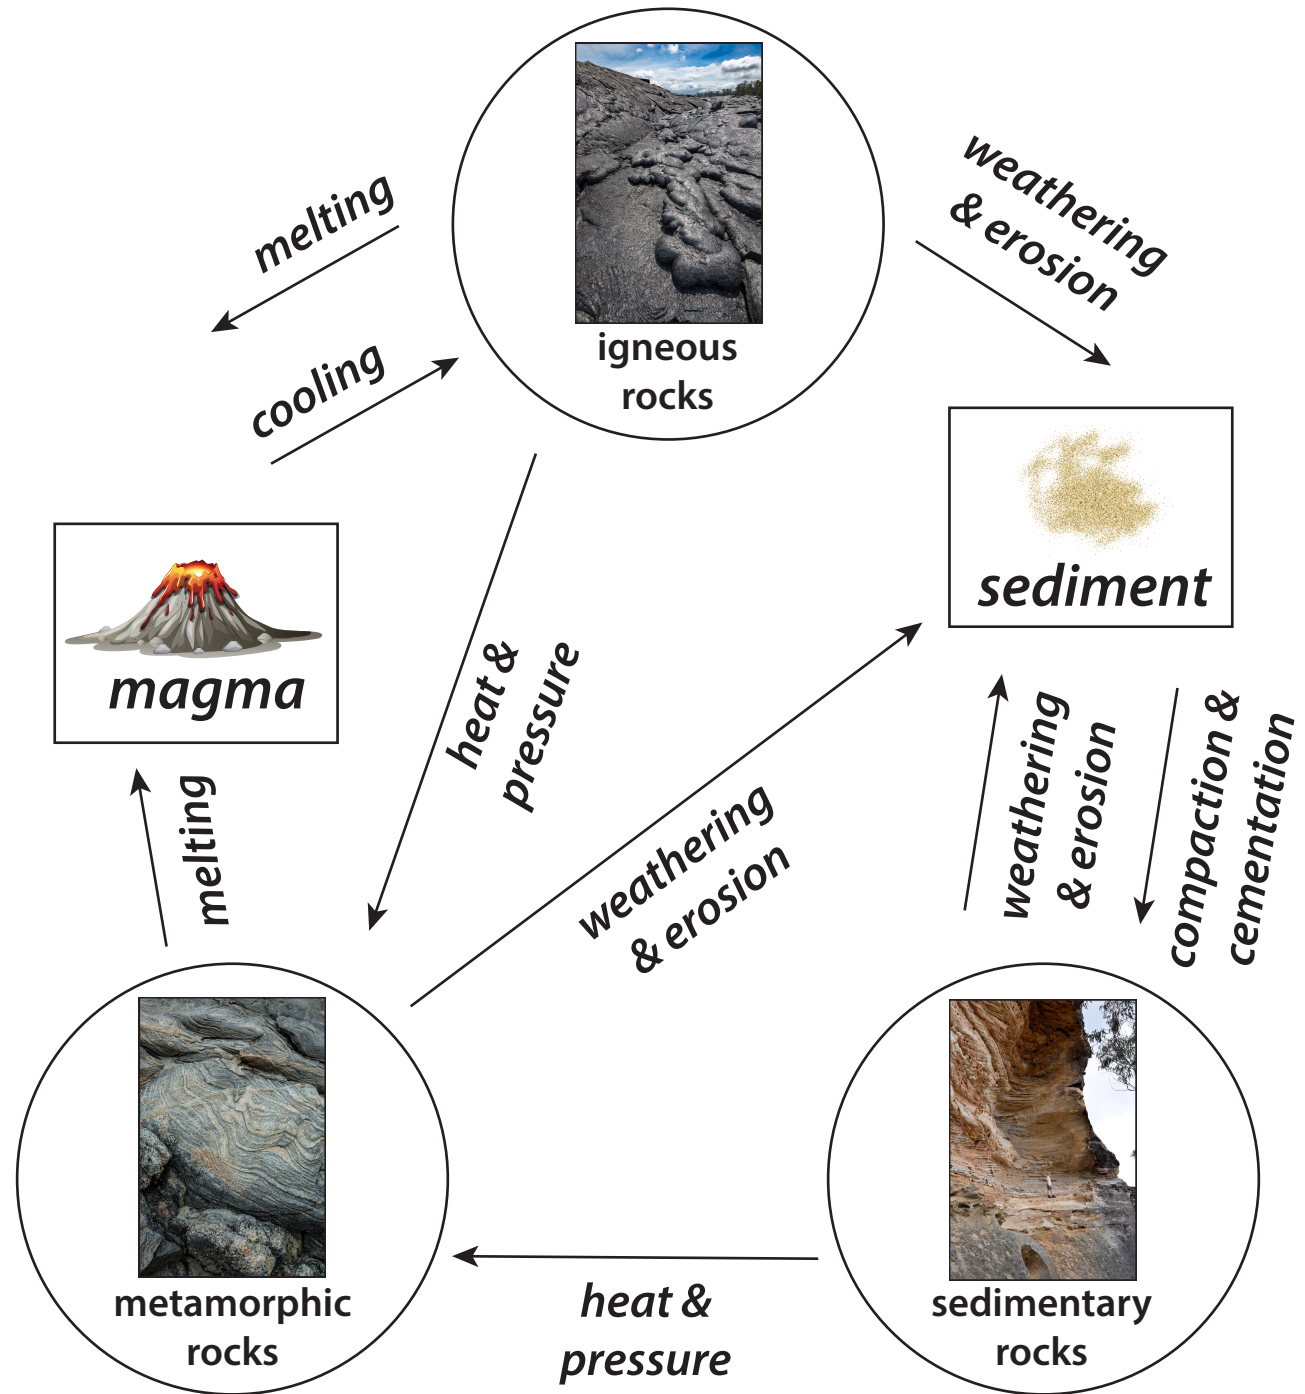 igneous
rocks
melting
cooling
weathering
& erosion
magma
sediment
heat &
pressure
melting
weathering
& erosion
weathering
& erosion
compaction &
cementation
metamorphic
rocks
heat &
pressure
sedimentary
rocks